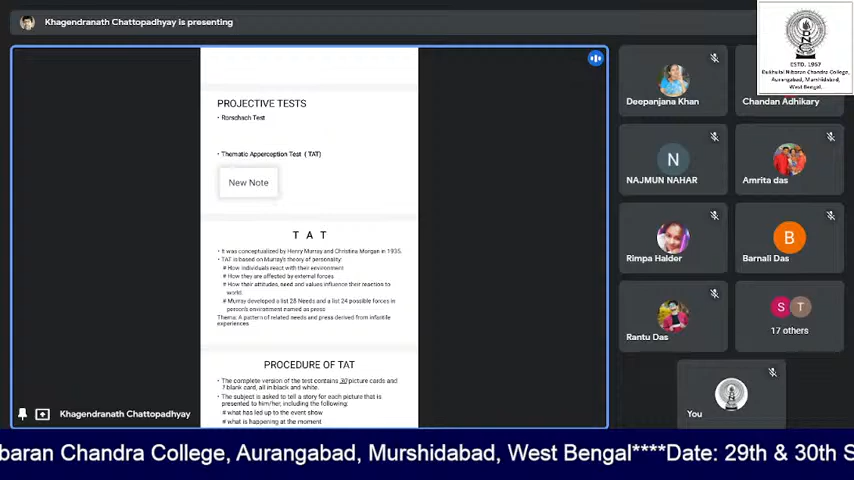 Khagendranath Chattopadhyay is presenting
ESTD. 1967
Dukhulal Nibaran Chandra College,
Aurangabad, Murshidabad,
West Bengal.
PROJECTIVE TESTS
• Rorschach Test
• Thematic Apperception Test ( TAT)
New Note
T A T
• It was conceptualized by Henry Murray and Christina Morgan in 1935.
• TAT is based on Murray's theory of personality:
# How individuals react with their environment
# How they are affected by external forces
# How their attitudes, need and values influence their reaction to
world.
# Murray developed a list 28 Needs and a list 24 possible forces in
person's environment named as press
Thema: A pattern of related needs and press derived from infantile
experiences
PROCEDURE OF TAT
• The complete version of the test contains 30 picture cards and
1 blank card, all in black and white.
• The subject is asked to tell a story for each picture that is
presented to him/her, including the following:
# what has led up to the event show
# what is happening at the moment
Khagendranath Chattopadhyay
Deepanjana Khan
Chandan Adhikary
N
NAJMUN NAHAR
Amrita das
Rimpa Halder
B
Barnali Das
Rantu Das
S T
17 others
You
baran Chandra College, Aurangabad, Murshidabad, West Bengal****Date: 29th & 30th S